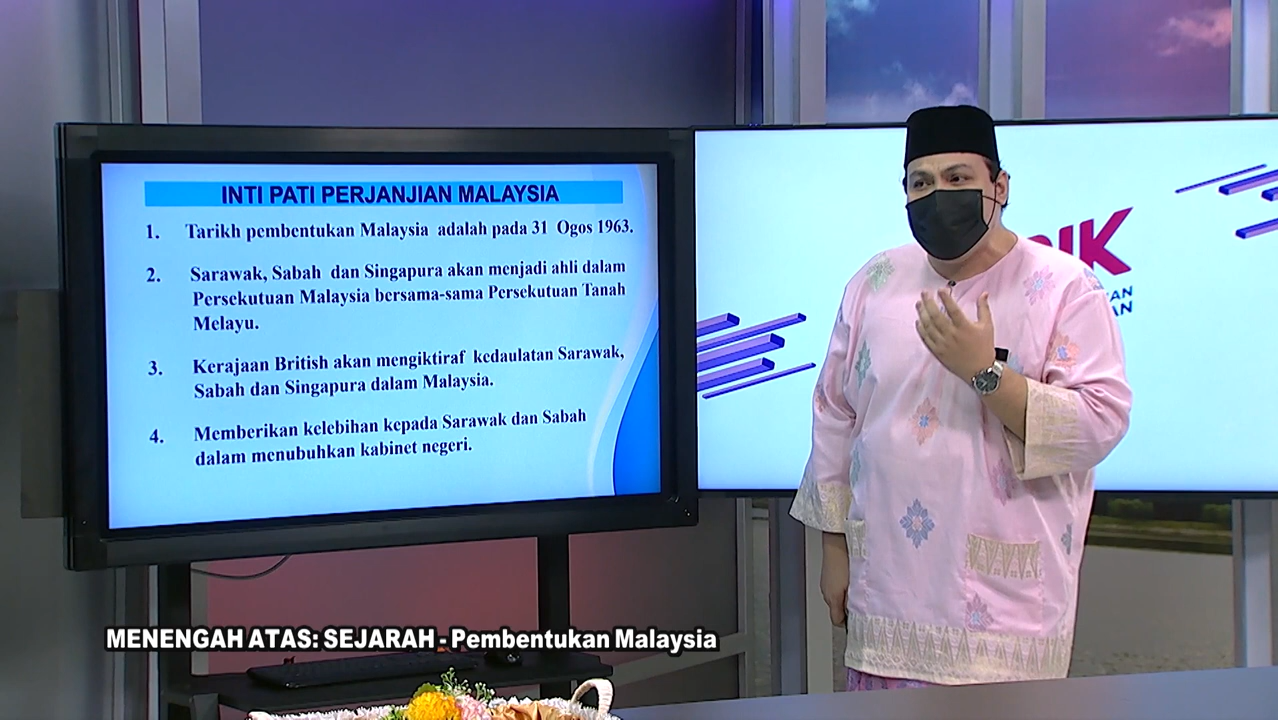 INTI PATI PERJANJIAN MALAYSIA
1. Tarikh pembentukan Malaysia adalah pada 31 Ogos 1963.
2. Sarawak, Sabah dan Singapura akan menjadi ahli dalam
Persekutuan Malaysia bersama-sama Persekutuan Tanah
Melayu.
3. Kerajaan British akan mengiktiraf kedaulatan Sarawak,
Sabah dan Singapura dalam Malaysia.
4. Memberikan kelebihan kepada Sarawak dan Sabah
dalam menubuhkan kabinet negeri.
MENENGAH ATAS: SEJARAH - Pembentukan Malaysia